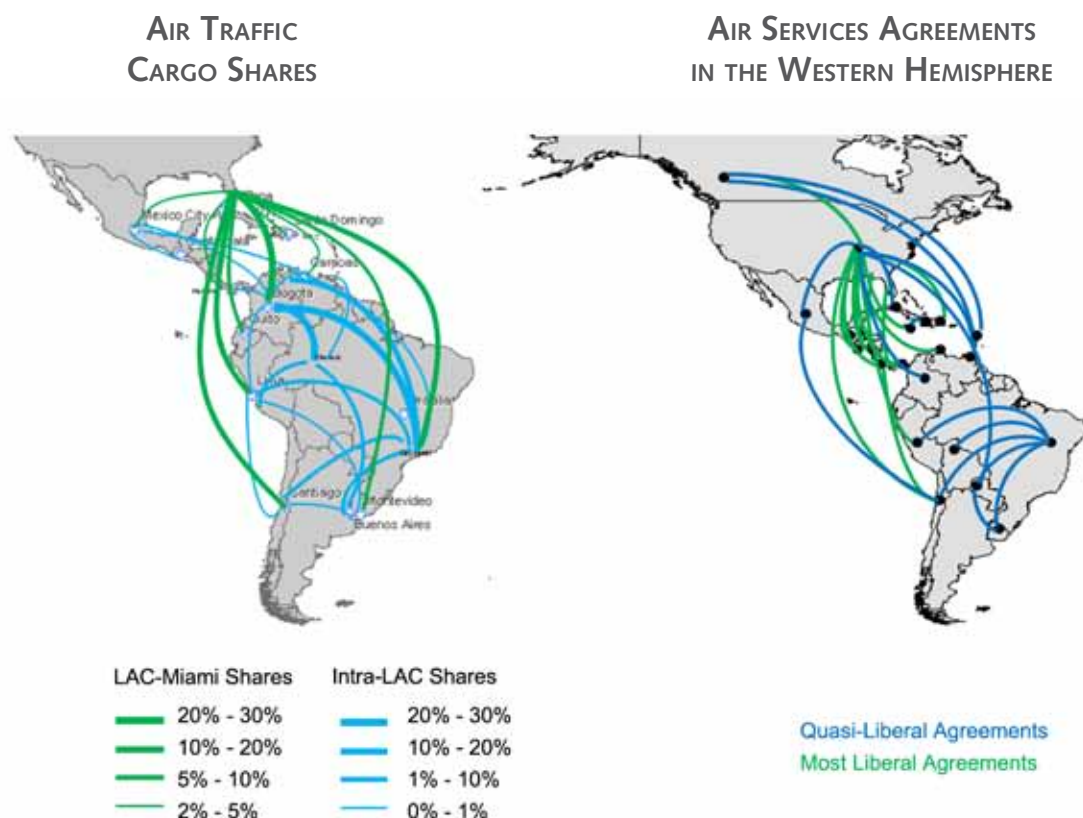 AIR TRAFFIC
CARGO SHARES
AIR SERVICES AGREEMENTS
IN THE WESTERN HEMISPHERE
Mexico City
Domingo
Caracas
Bogota
Quito
Lima
Santiago
Montevideo
Buenos Aires
LAC-Miami Shares
20% - 30%
10% - 20%
5% - 10%
2% - 5%
Intra-LAC Shares
20% - 30%
10% - 20%
1% - 10%
0% - 1%
Quasi-Liberal Agreements
Most Liberal Agreements